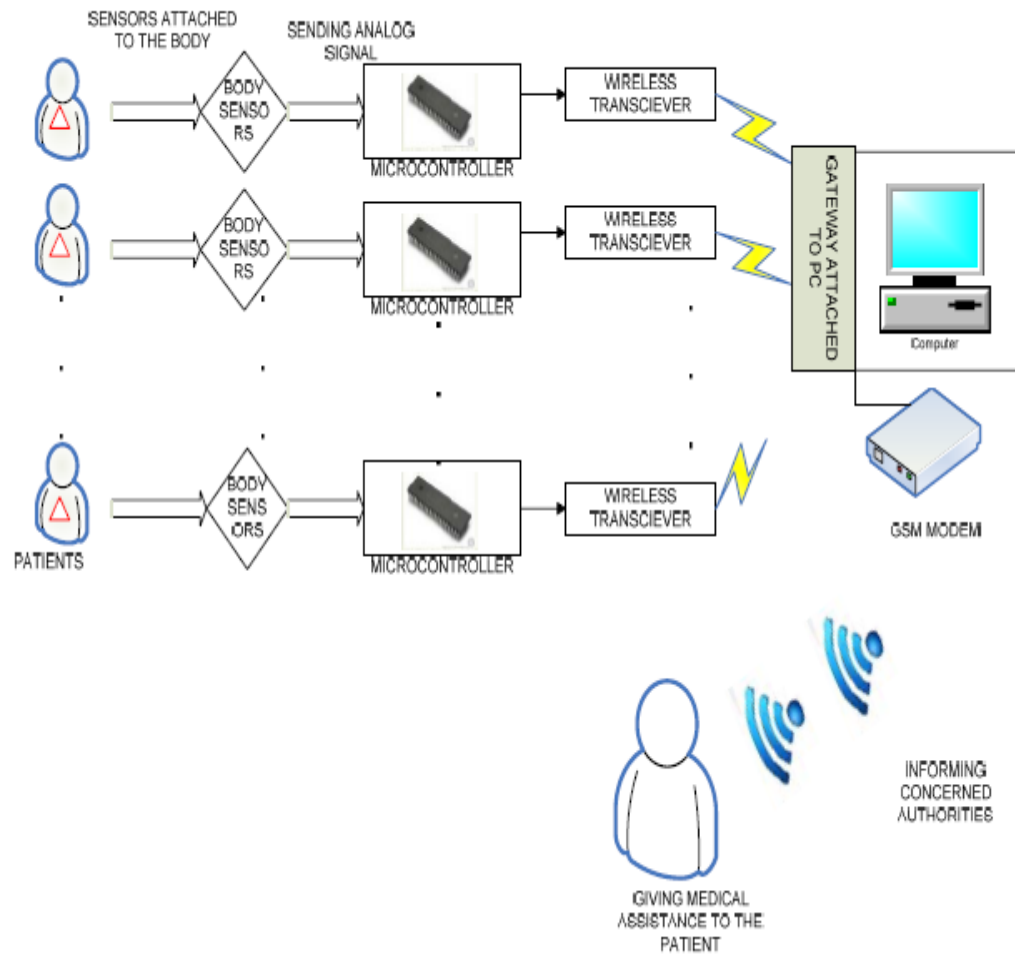 SENSORS ATTACHED
TO THE BODY
SENDING ANALOG
SIGNAL
BODY
SENSO
RS
MICROCONTROLLER
WIRELESS
TRANSCIEVER
BODY
SENSO
RS
MICROCONTROLLER
WIRELESS
TRANSCIEVER
GATEWAY ATTACHED
TO PC
Computer
GSM MODEM
PATIENTS
BODY
SENS
ORS
MICROCONTROLLER
WIRELESS
TRANSCIEVER
INFORMING
CONCERNED
AUTHORITIES
GIVING MEDICAL
ASSISTANCE TO THE
PATIENT